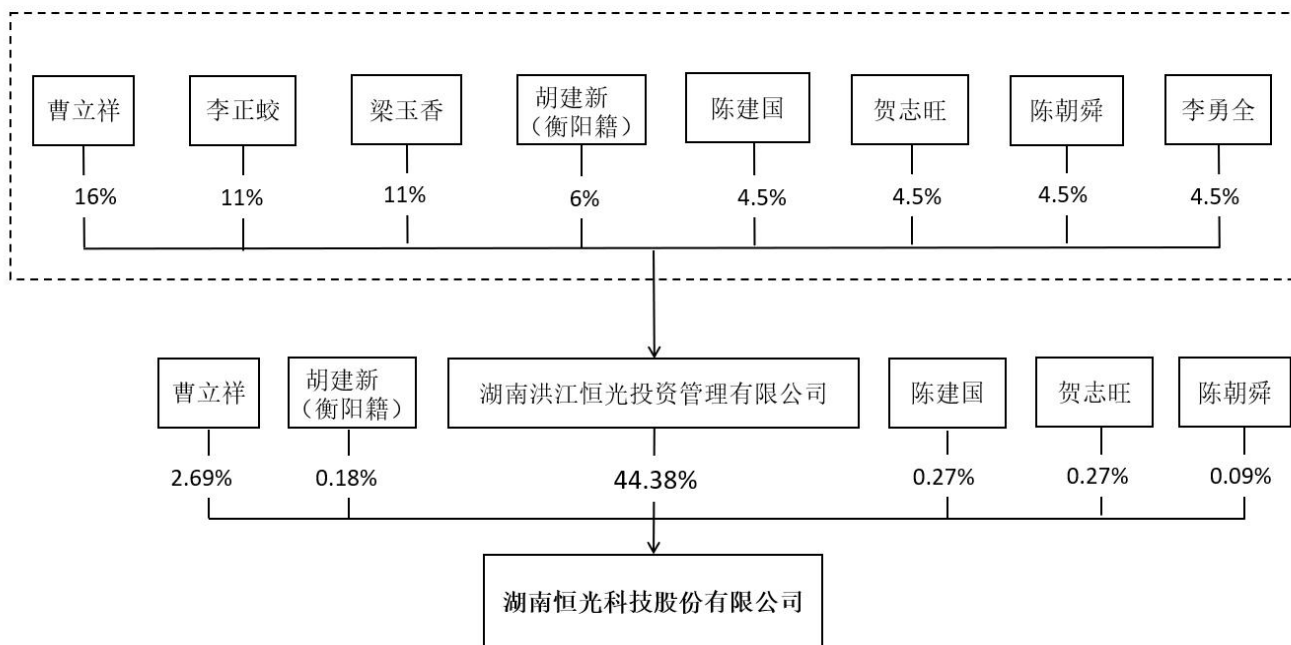 曹立祥
李正蛟
梁玉香
胡建新
（衡阳籍）
陈建国
贺志旺
陈朝舜
李勇全
16%
11%
11%
6%
4.5%
4.5%
4.5%
4.5%
曹立祥
胡建新
（衡阳籍）
湖南洪江恒光投资管理有限公司
陈建国
贺志旺
陈朝舜
2.69%
0.18%
44.38%
0.27%
0.27%
0.09%
湖南恒光科技股份有限公司